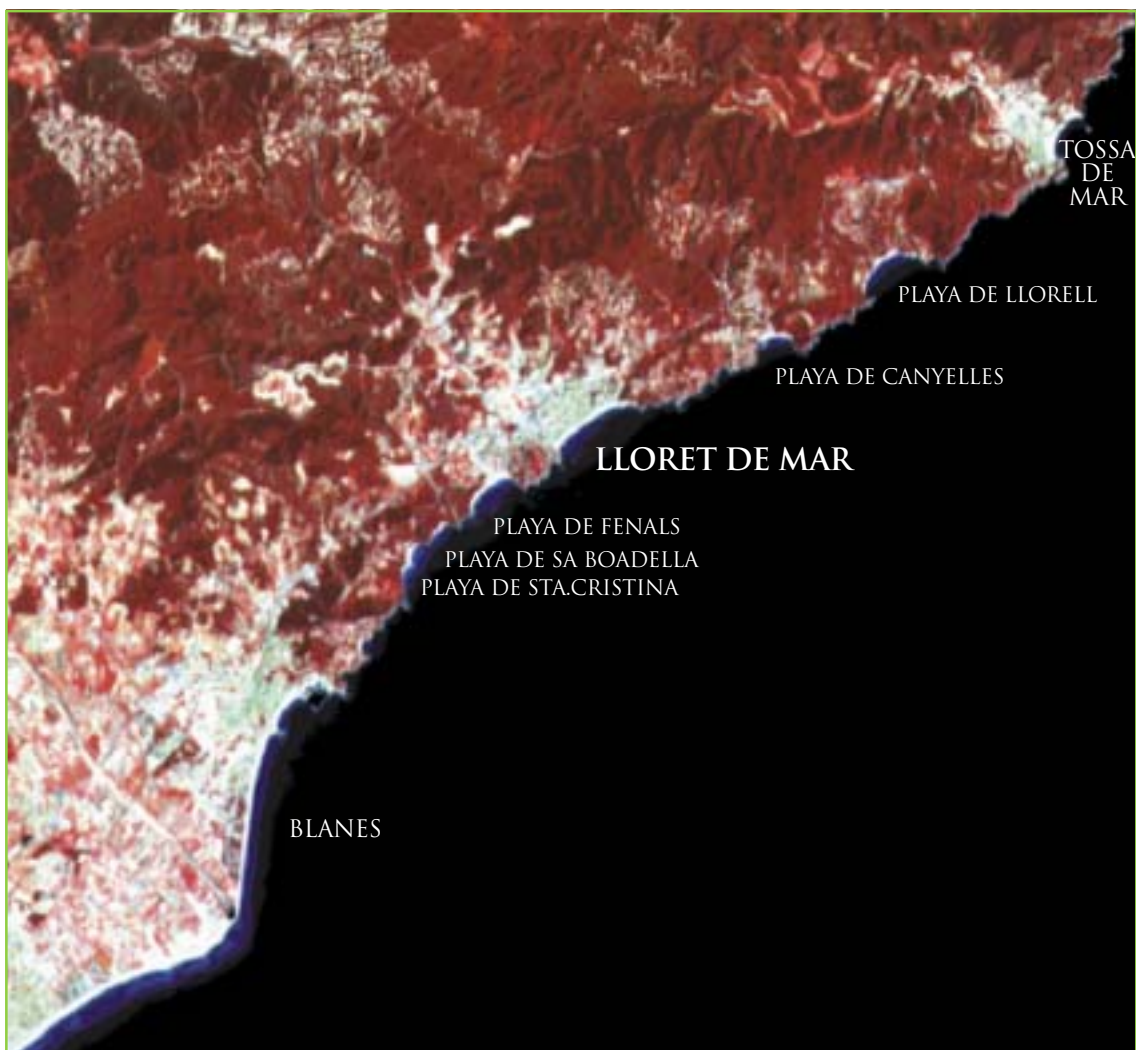 TOSSA
DE
MAR
PLAYA DE LLORELL
PLAYA DE CANYELLES
LLORET DE MAR
PLAYA DE FENALS
PLAYA DE SA BOADELLA
PLAYA DE STA.CRISTINA
BLANES